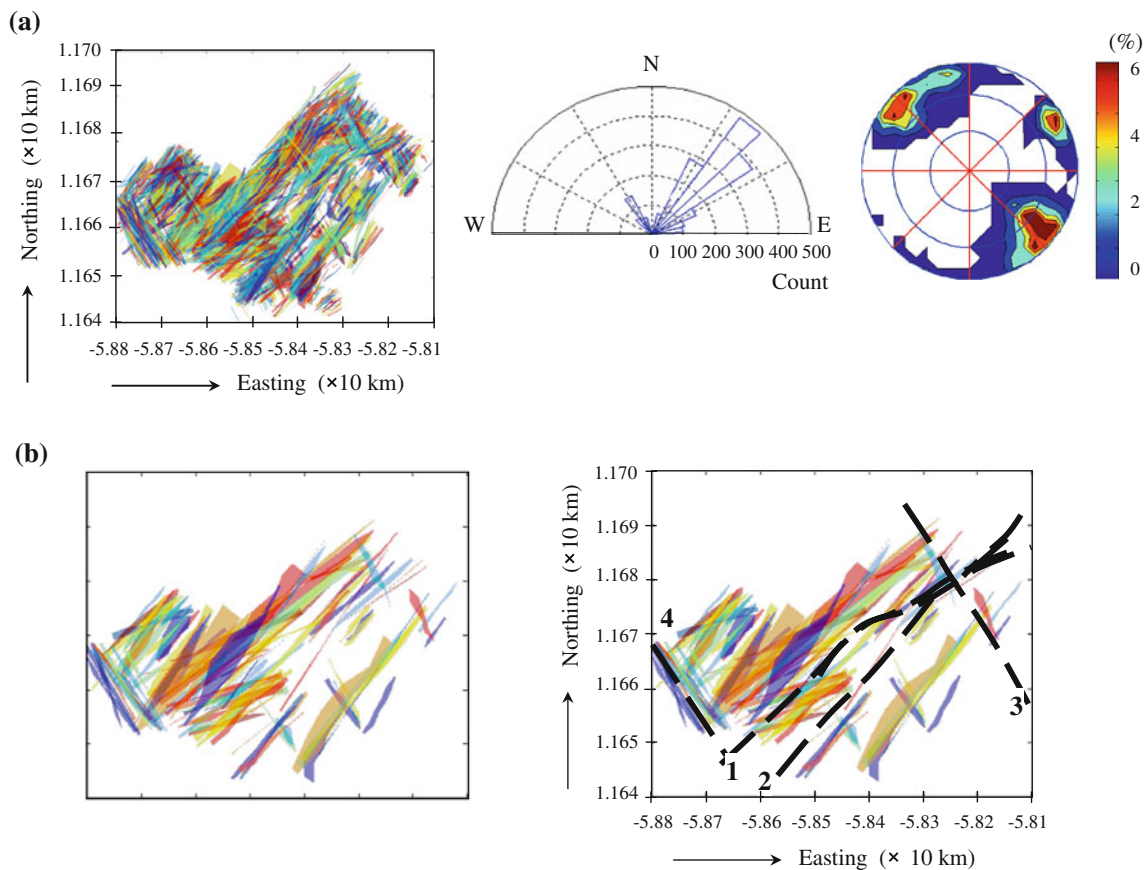 (a)
1.170
1.169
1.168
1.167
1.166
1.165
1.164
Northing (×10 km)
-5.88 -5.87 -5.86 -5.85 -5.84 -5.83 -5.82 -5.81
Easting (×10 km)
N
W E
0 100 200 300 400 500
Count
(%)
6
4
2
0
(b)
4
1.170
1.169
1.168
1.167
1.166
1.165
1.164
Northing (×10 km)
4
1
2
3
-5.88 -5.87 -5.86 -5.85 -5.84 -5.83 -5.82 -5.81
Easting (× 10 km)